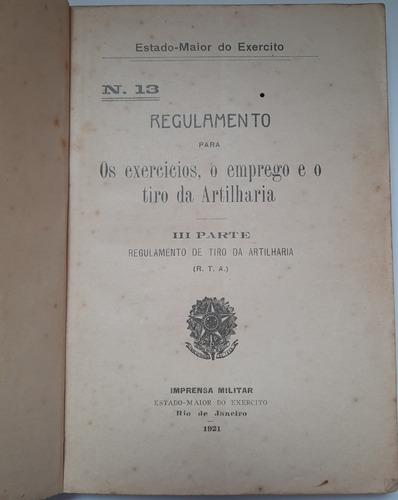 Estado-Maior do Exercito
N. 13
REGULAMENTO
PARA
Os exercicios, o emprego e o
tiro da Artilharia
III PARTE
REGULAMENTO DE TIRO DA ARTILHARIA
(R. T. A.)
IMPRENSA MILITAR
ESTADO-MAIOR DO EXERCITO
Rio de Janeiro
1921